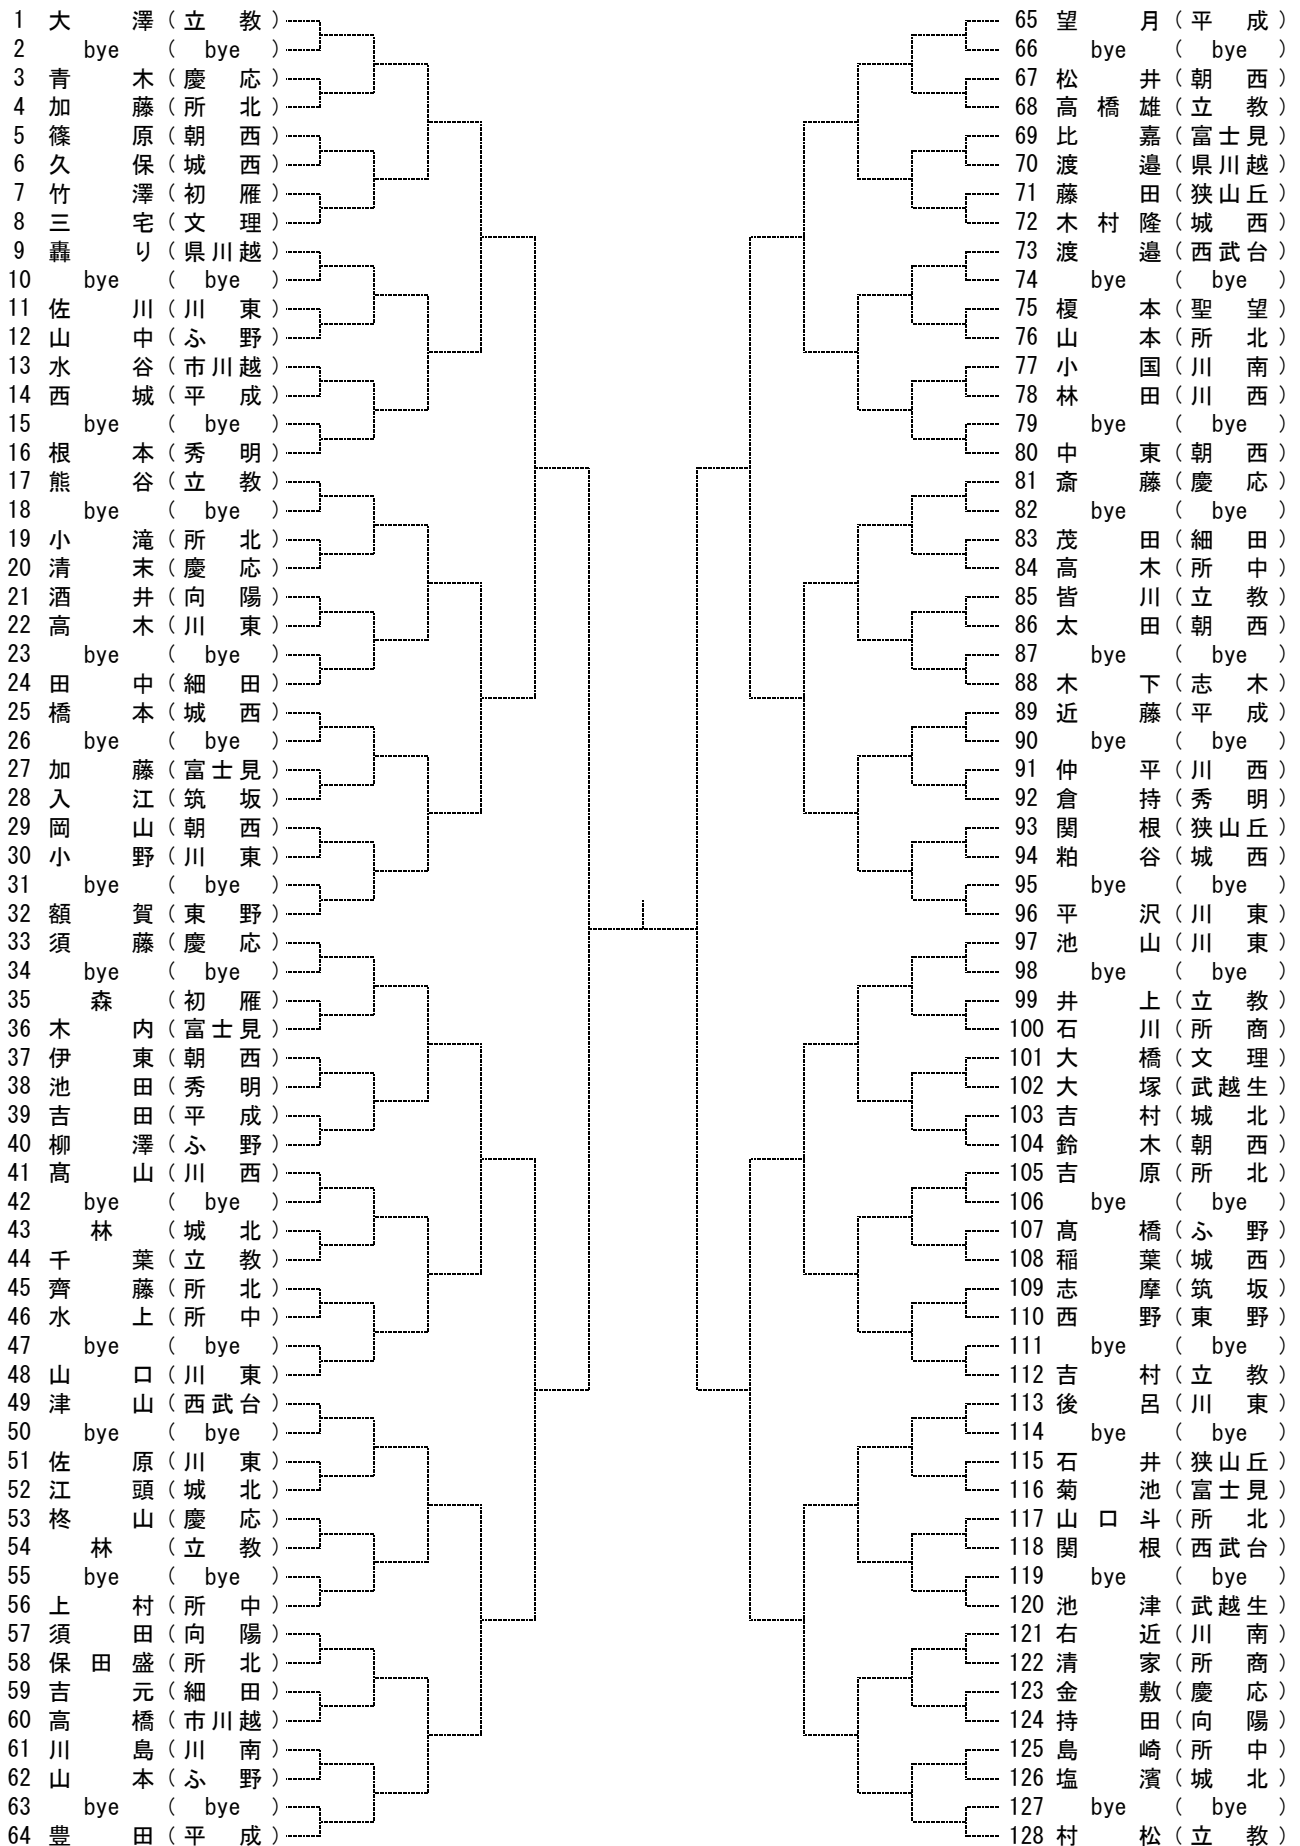 1 大澤（立教）
2 bye（bye）
3 青木（慶応）
4 加藤（所北）
5 篠原（朝西）
6 久保（城西）
7 竹澤（初雁）
8 三宅（文理）
9 轟り（県川越）
10 bye（bye）
11 佐川（川東）
12 山中（ふ野）
13 水谷（市川越）
14 西城（平成）
15 bye（bye）
16 根本（秀明）
17 熊谷（立教）
18 bye（bye）
19 小滝（所北）
20 清末（慶応）
21 酒井（向陽）
22 高木（川東）
23 bye（bye）
24 田中（細田）
25 橋本（城西）
26 bye（bye）
27 加藤（富士見）
28 入江（筑坂）
29 岡山（朝西）
30 小野（川東）
31 bye（bye）
32 額賀（東野）
33 須藤（慶応）
34 bye（bye）
35 森（初雁）
36 木内（富士見）
37 伊東（朝西）
38 池田（秀明）
39 吉田（平成）
40 柳澤（ふ野）
41 髙山（川西）
42 bye（bye）
43 林（城北）
44 千葉（立教）
45 齊藤（所北）
46 水上（所中）
47 bye（bye）
48 山口（川東）
49 津山（西武台）
50 bye（bye）
51 佐原（川東）
52 江頭（城北）
53 柊山（慶応）
54 林（立教）
55 bye（bye）
56 上村（所中）
57 須田（向陽）
58 保田盛（所北）
59 吉元（細田）
60 高橋（市川越）
61 川島（川南）
62 山本（ふ野）
63 bye（bye）
64 豊田（平成）
65 望月（平成）
66 bye（bye）
67 松井（朝西）
68 高橋雄（立教）
69 比嘉（富士見）
70 渡邉（県川越）
71 藤田（狭山丘）
72 木村隆（城西）
73 渡邉（西武台）
74 bye（bye）
75 榎本（聖望）
76 山本（所北）
77 小国（川南）
78 林田（川西）
79 bye（bye）
80 中東（朝西）
81 斎藤（慶応）
82 bye（bye）
83 茂田（細田）
84 高木（所中）
85 皆川（立教）
86 太田（朝西）
87 bye（bye）
88 木下（志木）
89 近藤（平成）
90 bye（bye）
91 仲平（川西）
92 倉持（秀明）
93 関根（狭山丘）
94 粕谷（城西）
95 bye（bye）
96 平沢（川東）
97 池山（川東）
98 bye（bye）
99 井上（立教）
100 石川（所商）
101 大橋（文理）
102 大塚（武越生）
103 吉村（城北）
104 鈴木（朝西）
105 吉原（所北）
106 bye（bye）
107 髙橋（ふ野）
108 稲葉（城西）
109 志摩（筑坂）
110 西野（東野）
111 bye（bye）
112 吉村（立教）
113 後呂（川東）
114 bye（bye）
115 石井（狭山丘）
116 菊池（富士見）
117 山口斗（所北）
118 関根（西武台）
119 bye（bye）
120 池津（武越生）
121 右近（川南）
122 清家（所商）
123 金敷（慶応）
124 持田（向陽）
125 島崎（所中）
126 塩濱（城北）
127 bye（bye）
128 村松（立教）